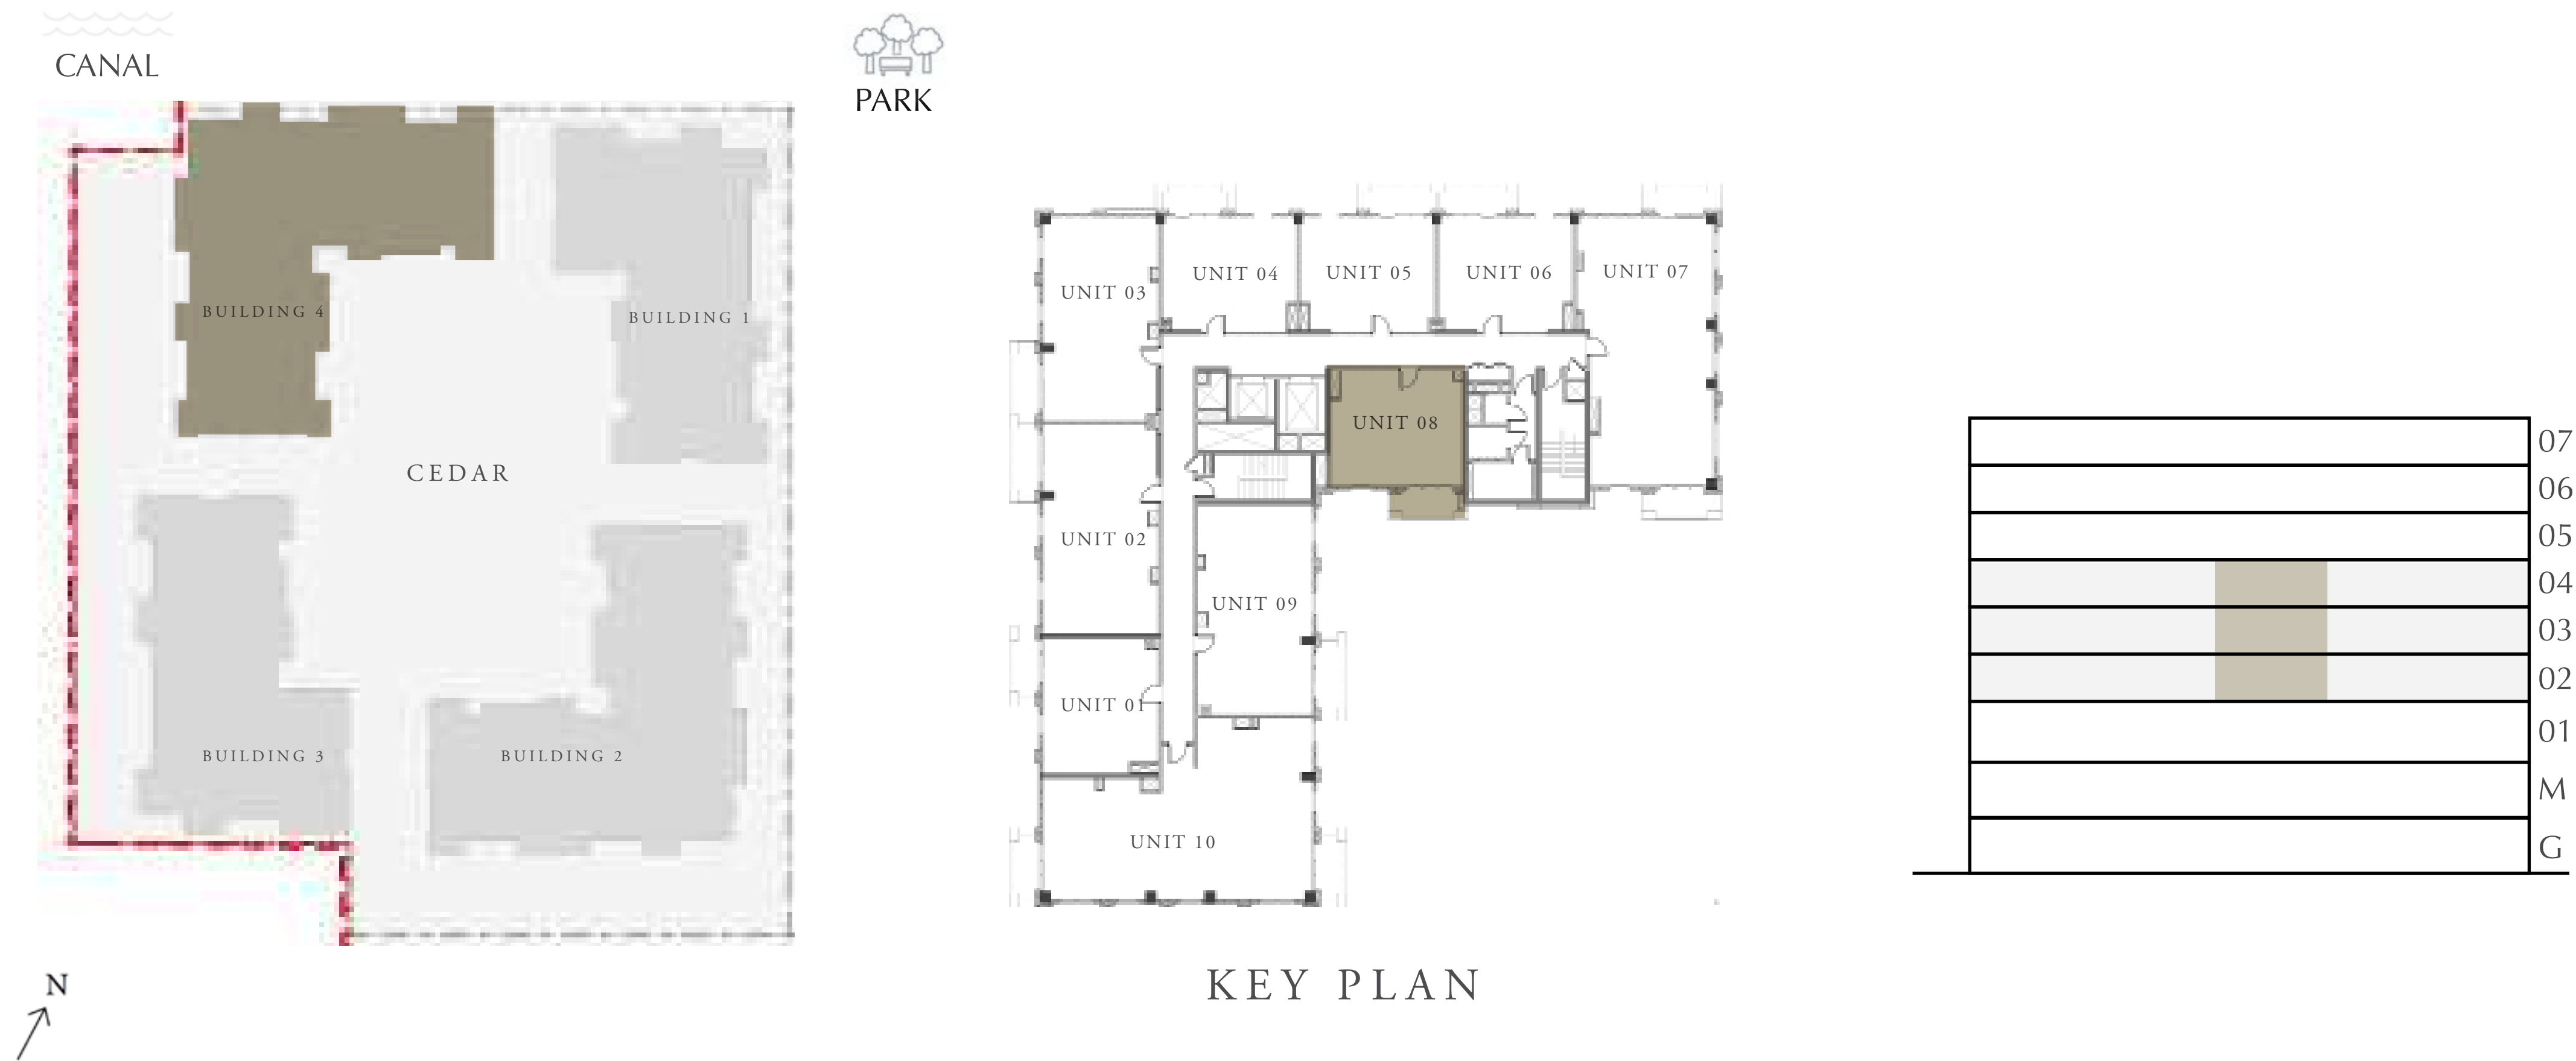 CANAL
PARK
BUILDING 4
BUILDING 1
CEDAR
BUILDING 3
BUILDING 2
N
UNIT 03
UNIT 04
UNIT 05
UNIT 06
UNIT 07
UNIT 08
UNIT 02
UNIT 09
UNIT 01
UNIT 10
KEY PLAN
07
06
05
04
03
02
01
M
G